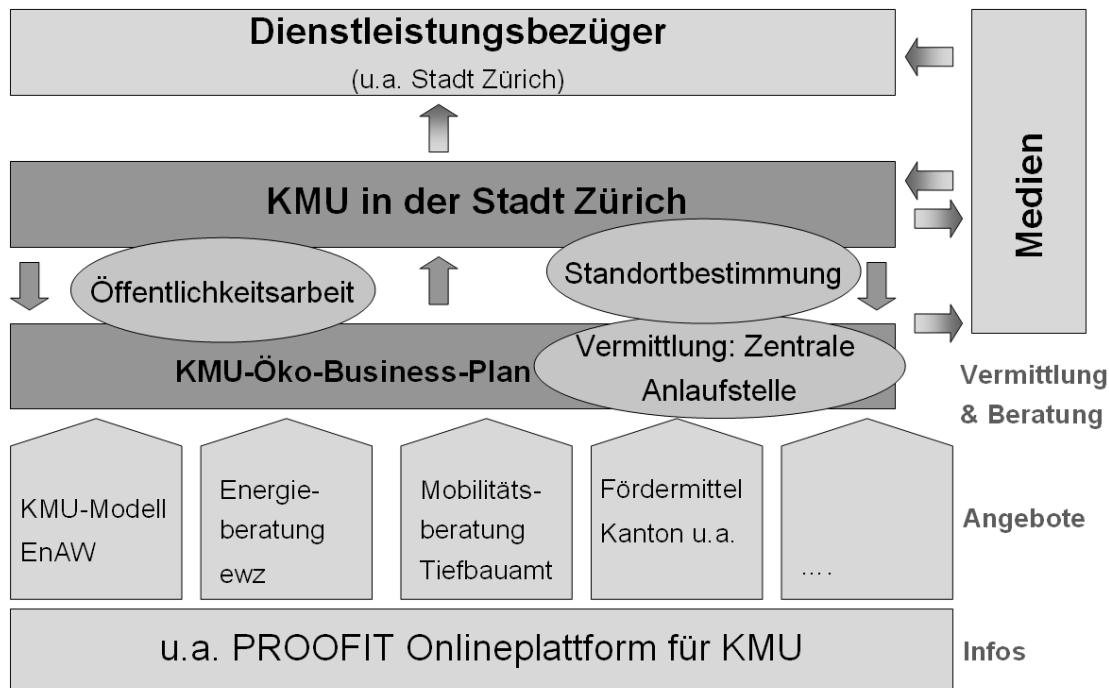 Dienstleistungsbezüger
(u.a. Stadt Zürich)
Medien
KMU in der Stadt Zürich
Öffentlichkeitsarbeit
Standortbestimmung
KMU-Öko-Business-Plan
Vermittlung: Zentrale
Anlaufstelle
Vermittlung
& Beratung
KMU-Modell
EnAW
Energie-
beratung
ewz
Mobilitäts-
beratung
Tiefbauamt
Fördermittel
Kanton u.a.
....
Angebote
u.a. PROOFIT Onlineplattform für KMU
Infos